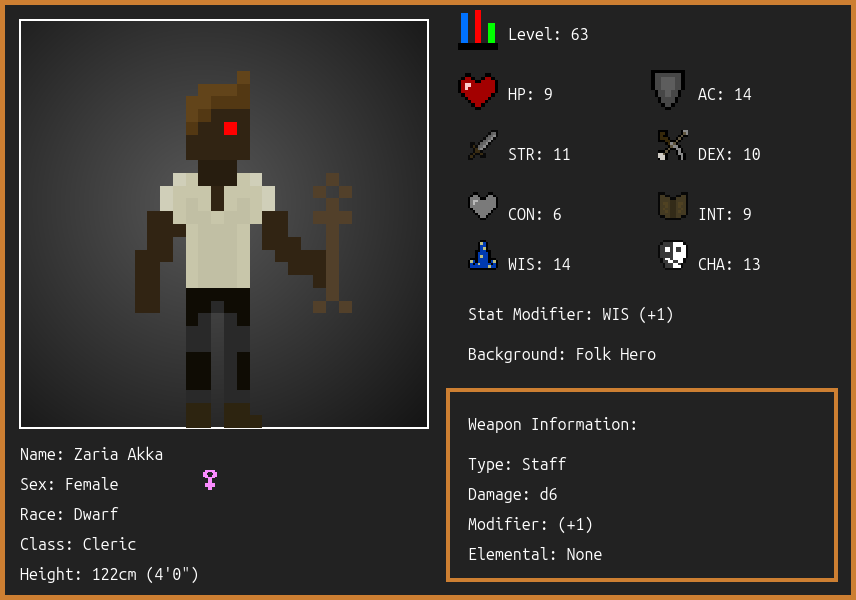 Level: 63
HP: 9
AC: 14
STR: 11
DEX: 10
CON: 6
INT: 9
WIS: 14
CHA: 13
Stat Modifier: WIS (+1)
Background: Folk Hero
Weapon Information:
Type: Staff
Damage: d6
Modifier: (+1)
Elemental: None
Name: Zaria Akka
Sex: Female
Race: Dwarf
Class: Cleric
Height: 122cm (4'0")